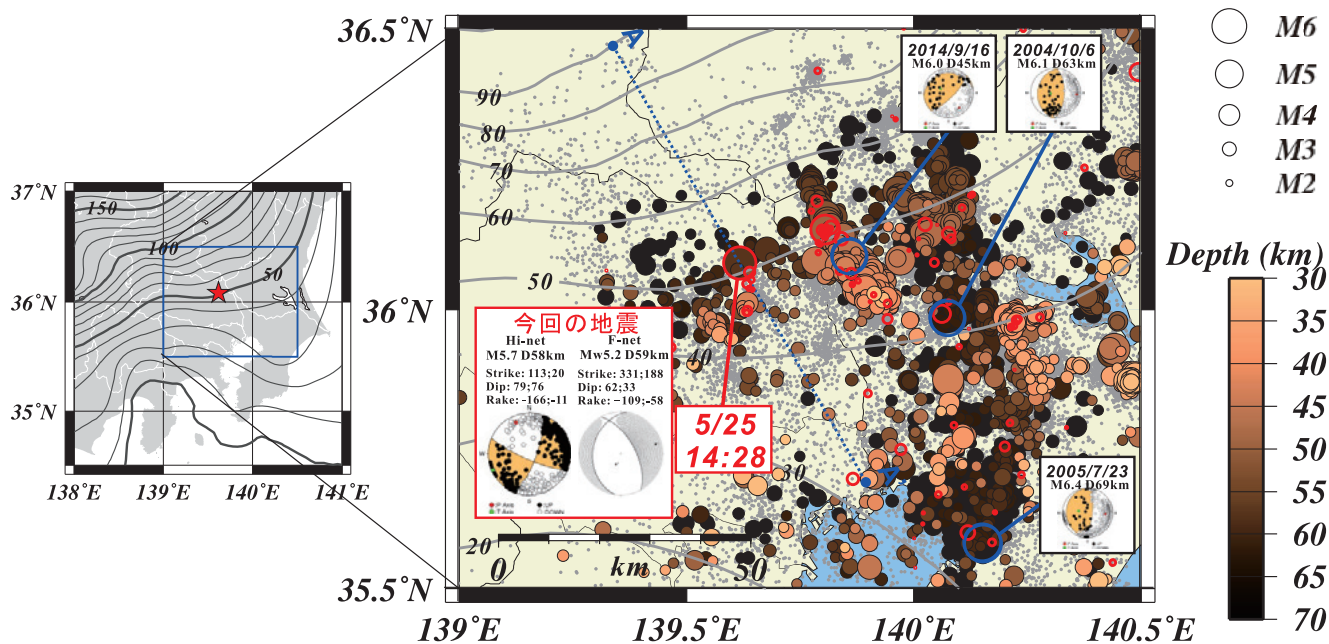 37°N
36°N
35°N
138°E
139°E
140°E
141°E
150
100
50
36.5°N
36°N
35.5°N
139°E
139.5°E
140°E
140.5°E
90
80
70
60
50
40
30
20
A
A
2014/9/16
M6.0 D45km
2004/10/6
M6.1 D63km
2005/7/23
M6.4 D69km
今回の地震
Hi-net
M5.7 D58km
Strike: 113;20
Dip: 79;76
Rake: -166;-11
F-net
Mw5.2 D59km
Strike: 331;188
Dip: 62;33
Rake: -109;-58
N
W
P Axis
T Axis
UP
DOWN
5/25
14:28
0
km
50
M6
M5
M4
M3
M2
Depth (km)
30
35
40
45
50
55
60
65
70